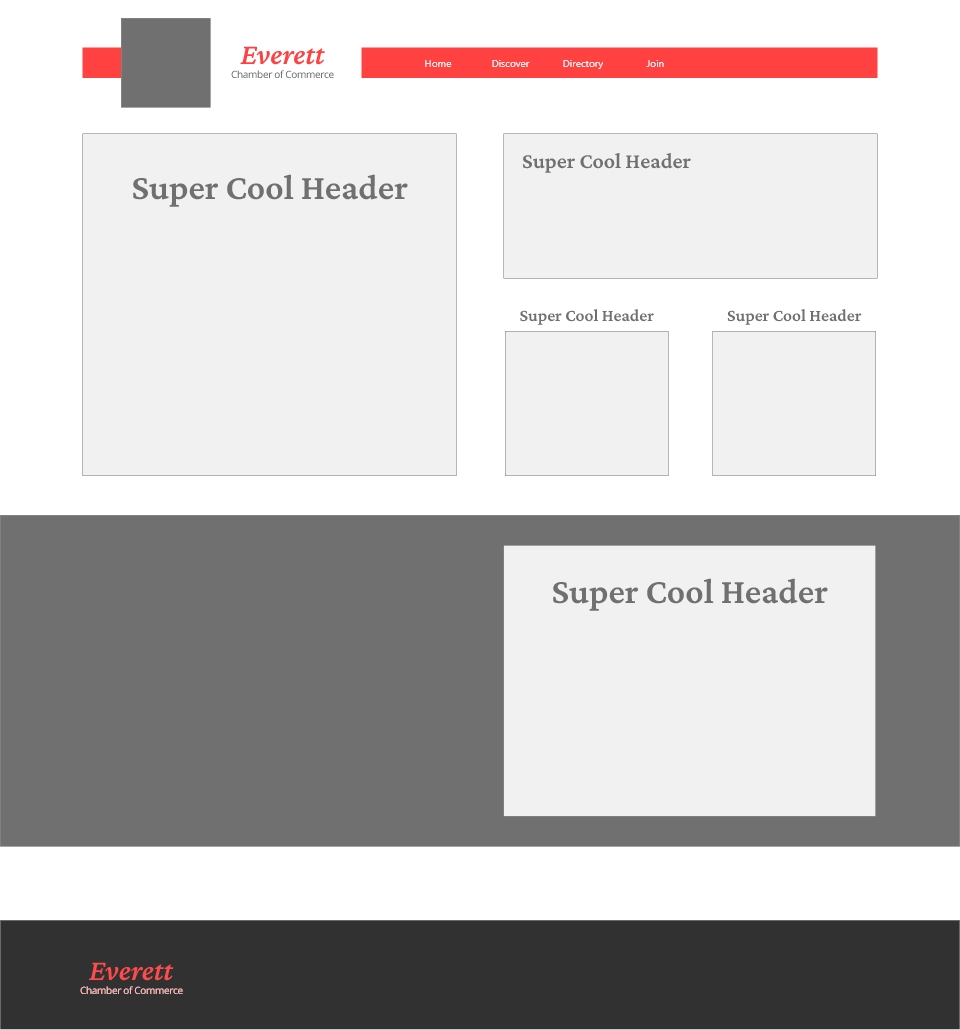 Everett
Chamber of Commerce
Home Discover Directory Join
Super Cool Header
Super Cool Header
Super Cool Header Super Cool Header
Super Cool Header
Everett
Chamber of Commerce